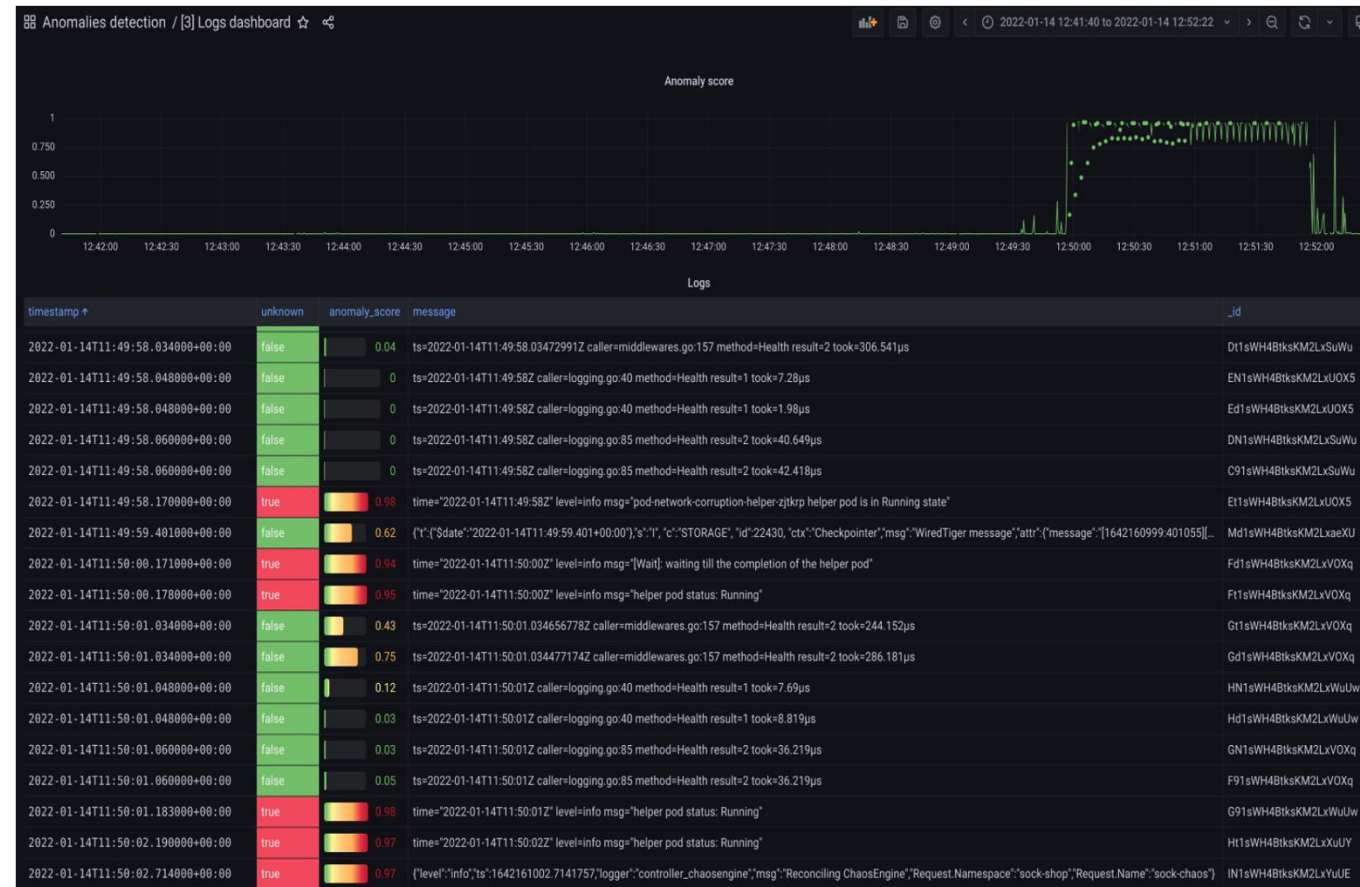 Anomalies detection / [3] Logs dashboard
2022-01-14 12:41:40 to 2022-01-14 12:52:22
Anomaly score
1
0.750
0.500
0.250
0
12:42:00 12:42:30 12:43:00 12:43:30 12:44:00 12:44:30 12:45:00 12:45:30 12:46:00 12:46:30 12:47:00 12:47:30 12:48:00 12:48:30 12:49:00 12:49:30 12:50:00 12:50:30 12:51:00 12:51:30 12:52:00
Logs
timestamp ↑ unknown anomaly_score message _id
2022-01-14T11:49:58.034000+00:00 false 0.04 ts=2022-01-14T11:49:58.03472991Z caller=middlewares.go:157 method=Health result=2 took=306.541µs Dt1sWH4BtksKM2LxSuWu
2022-01-14T11:49:58.048000+00:00 false 0 ts=2022-01-14T11:49:58Z caller=logging.go:40 method=Health result=1 took=7.28µs EN1sWH4BtksKM2LxUOX5
2022-01-14T11:49:58.048000+00:00 false 0 ts=2022-01-14T11:49:58Z caller=logging.go:40 method=Health result=1 took=1.98µs Ed1sWH4BtksKM2LxUOX5
2022-01-14T11:49:58.060000+00:00 false 0 ts=2022-01-14T11:49:58Z caller=logging.go:85 method=Health result=2 took=40.649µs DN1sWH4BtksKM2LxSuWu
2022-01-14T11:49:58.060000+00:00 false 0 ts=2022-01-14T11:49:58Z caller=logging.go:85 method=Health result=2 took=42.418µs C91sWH4BtksKM2LxSuWu
2022-01-14T11:49:58.170000+00:00 true 0.98 time="2022-01-14T11:49:58Z" level=info msg="pod-network-corruption-helper-zjtkrp helper pod is in Running state" Et1sWH4BtksKM2LxUOX5
2022-01-14T11:49:59.401000+00:00 false 0.62 {"t":{"$date":"2022-01-14T11:49:59.401+00:00"},"s":"I", "c":"STORAGE", "id":22430, "ctx":"Checkpointer","msg":"WiredTiger message","attr":{"message":"[1642160999:401055][... Md1sWH4BtksKM2LxaeXU
2022-01-14T11:50:00.171000+00:00 true 0.94 time="2022-01-14T11:50:00Z" level=info msg="[Wait]: waiting till the completion of the helper pod" Fd1sWH4BtksKM2LxVOXq
2022-01-14T11:50:00.178000+00:00 true 0.95 time="2022-01-14T11:50:00Z" level=info msg="helper pod status: Running" Ft1sWH4BtksKM2LxVOXq
2022-01-14T11:50:01.034000+00:00 false 0.43 ts=2022-01-14T11:50:01.034656778Z caller=middlewares.go:157 method=Health result=2 took=244.152µs Gt1sWH4BtksKM2LxVOXq
2022-01-14T11:50:01.034000+00:00 false 0.75 ts=2022-01-14T11:50:01.034477174Z caller=middlewares.go:157 method=Health result=2 took=286.181µs Gd1sWH4BtksKM2LxVOXq
2022-01-14T11:50:01.048000+00:00 false 0.12 ts=2022-01-14T11:50:01Z caller=logging.go:40 method=Health result=1 took=7.69µs HN1sWH4BtksKM2LxWuUw
2022-01-14T11:50:01.048000+00:00 false 0.03 ts=2022-01-14T11:50:01Z caller=logging.go:40 method=Health result=1 took=8.819µs Hd1sWH4BtksKM2LxWuUw
2022-01-14T11:50:01.060000+00:00 false 0.03 ts=2022-01-14T11:50:01Z caller=logging.go:85 method=Health result=2 took=36.219µs GN1sWH4BtksKM2LxVOXq
2022-01-14T11:50:01.060000+00:00 false 0.05 ts=2022-01-14T11:50:01Z caller=logging.go:85 method=Health result=2 took=36.219µs F91sWH4BtksKM2LxVOXq
2022-01-14T11:50:01.183000+00:00 true 0.98 time="2022-01-14T11:50:01Z" level=info msg="helper pod status: Running" G91sWH4BtksKM2LxWuUw
2022-01-14T11:50:02.190000+00:00 true 0.97 time="2022-01-14T11:50:02Z" level=info msg="helper pod status: Running" Ht1sWH4BtksKM2LxXuUY
2022-01-14T11:50:02.714000+00:00 true 0.97 {"level":"info","ts":1642161002.7141757,"logger":"controller_chaosengine","msg":"Reconciling ChaosEngine","Request.Namespace":"sock-shop","Request.Name":"sock-chaos"} IN1sWH4BtksKM2LxYuUE